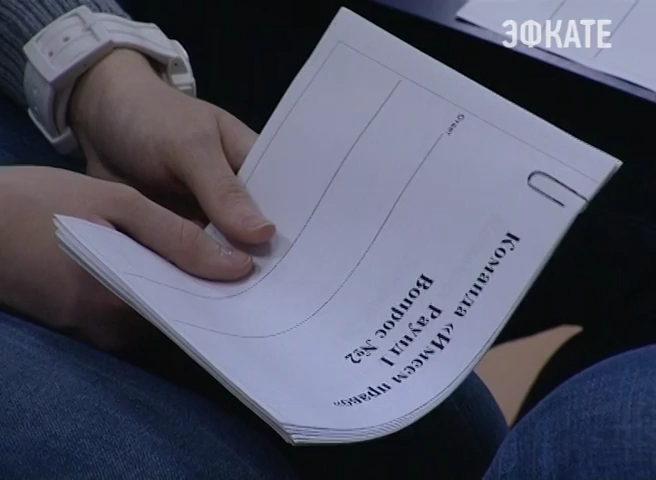 ЭФКАТЕ
Команда «Имеем право»
Раунд 1
Вопрос №2
Ответ